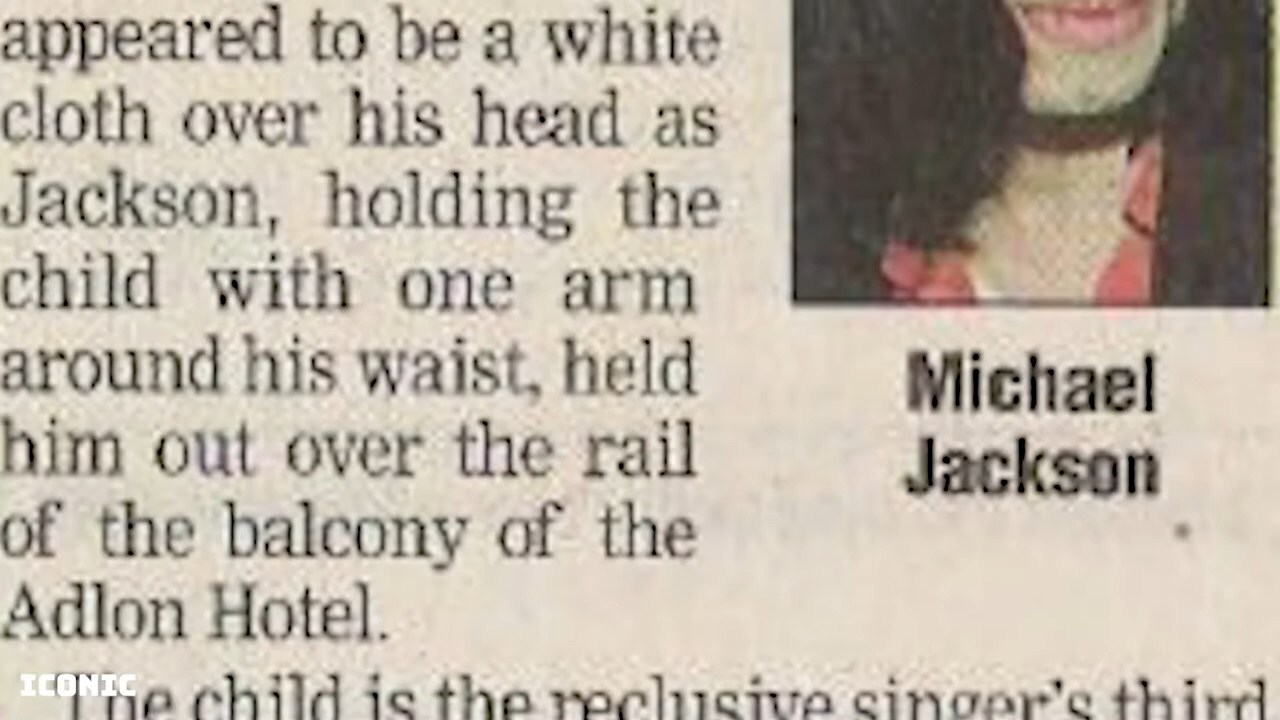 appeared to be a white
cloth over his head as
Jackson, holding the
child with one arm
around his waist, held
him out over the rail
of the balcony of the
Adlon Hotel.
The child is the reclusive singer's third
Michael
Jackson
ICONIC